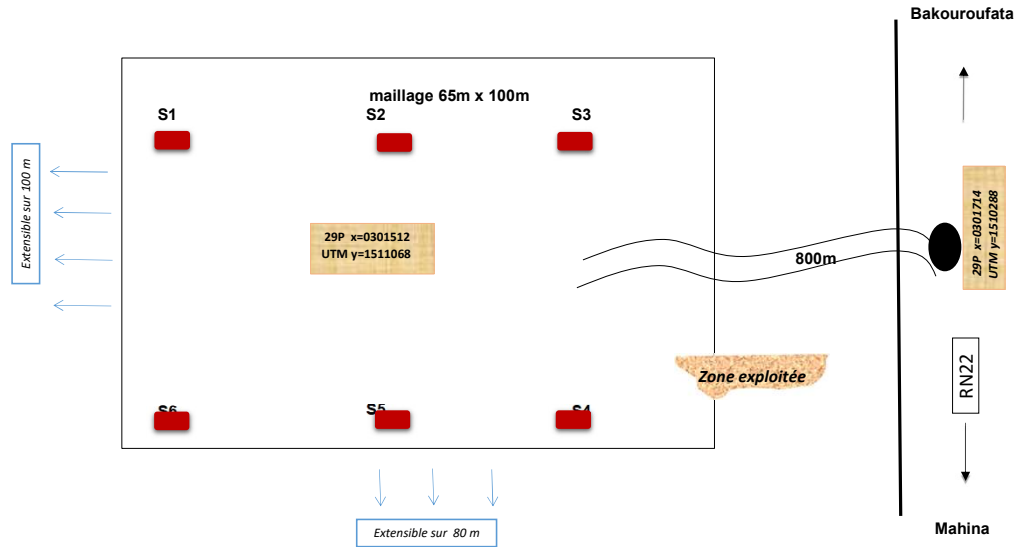 Bakouroufata
maillage 65m x 100m
S1
S2
S3
Extensible sur 100 m
29P x=0301512
UTM y=1511068
800m
29P x=0301714
UTM y=1510288
Zone exploitée
RN22
S6
S5
S4
Extensible sur 80 m
Mahina